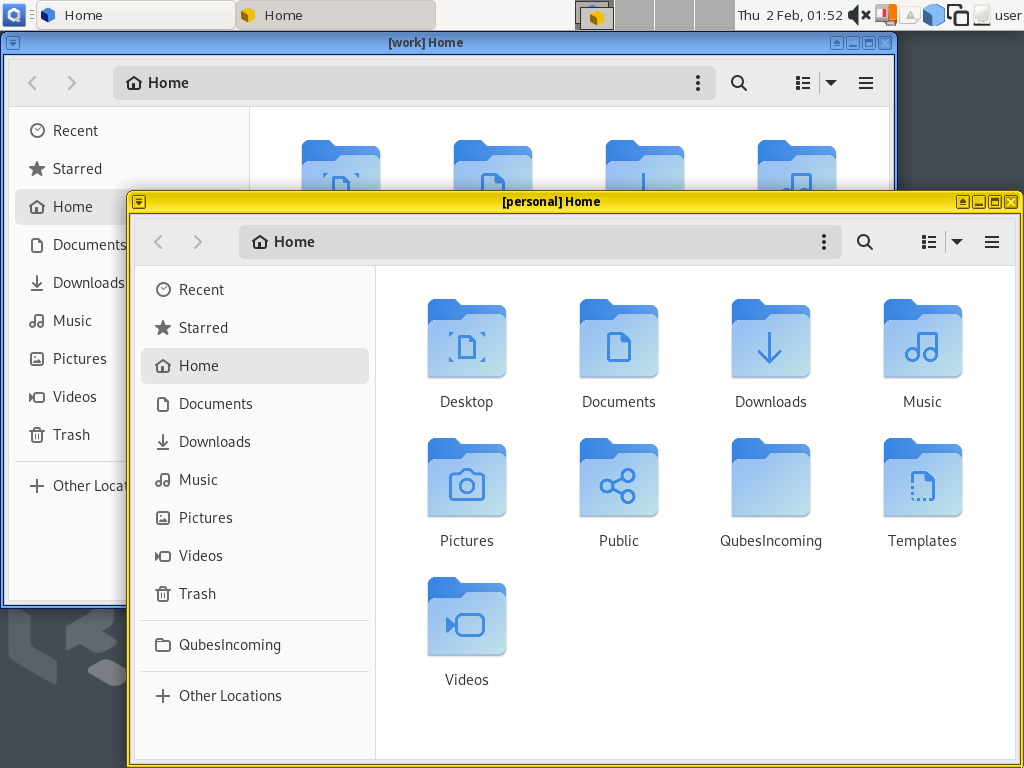 Home
Home
Thu 2 Feb, 01:52
user
[work] Home
Home
Recent
Starred
Home
Documents
Downloads
Music
Pictures
Videos
Trash
Other Locat
[personal] Home
Home
Recent
Starred
Home
Documents
Downloads
Music
Pictures
Videos
Trash
QubesIncoming
Other Locations
Desktop
Documents
Downloads
Music
Pictures
Public
QubesIncoming
Templates
Videos